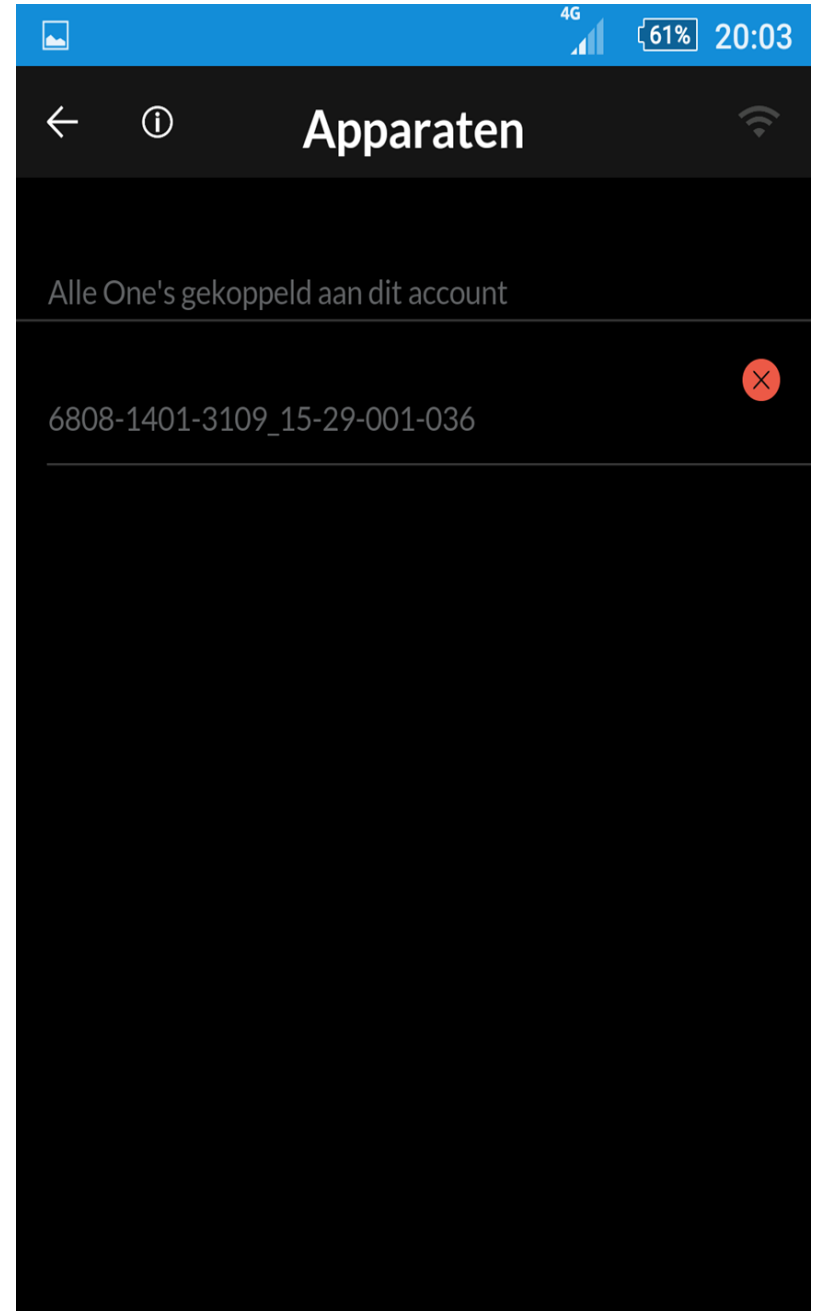 4G
61% 20:03
Apparaten
Alle One's gekoppeld aan dit account
6808-1401-3109_15-29-001-036